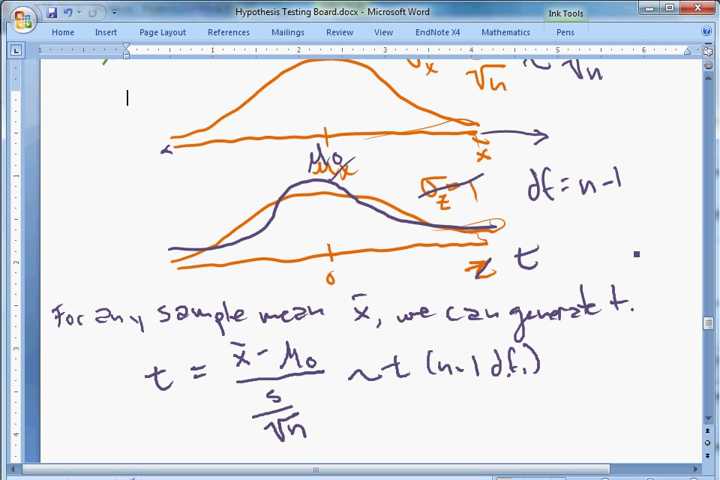 Hypothesis Testing Board.docx - Microsoft Word
Ink Tools
Home Insert Page Layout References Mailings Review View EndNote X4 Mathematics Pens
√n ~ √n
x̄
μ₀
σz = 1
df = n-1
0
z t
For any sample mean x̄, we can generate t.
t = (x̄ - μ₀) / (s / √n) ~ t (n-1 d.f.)